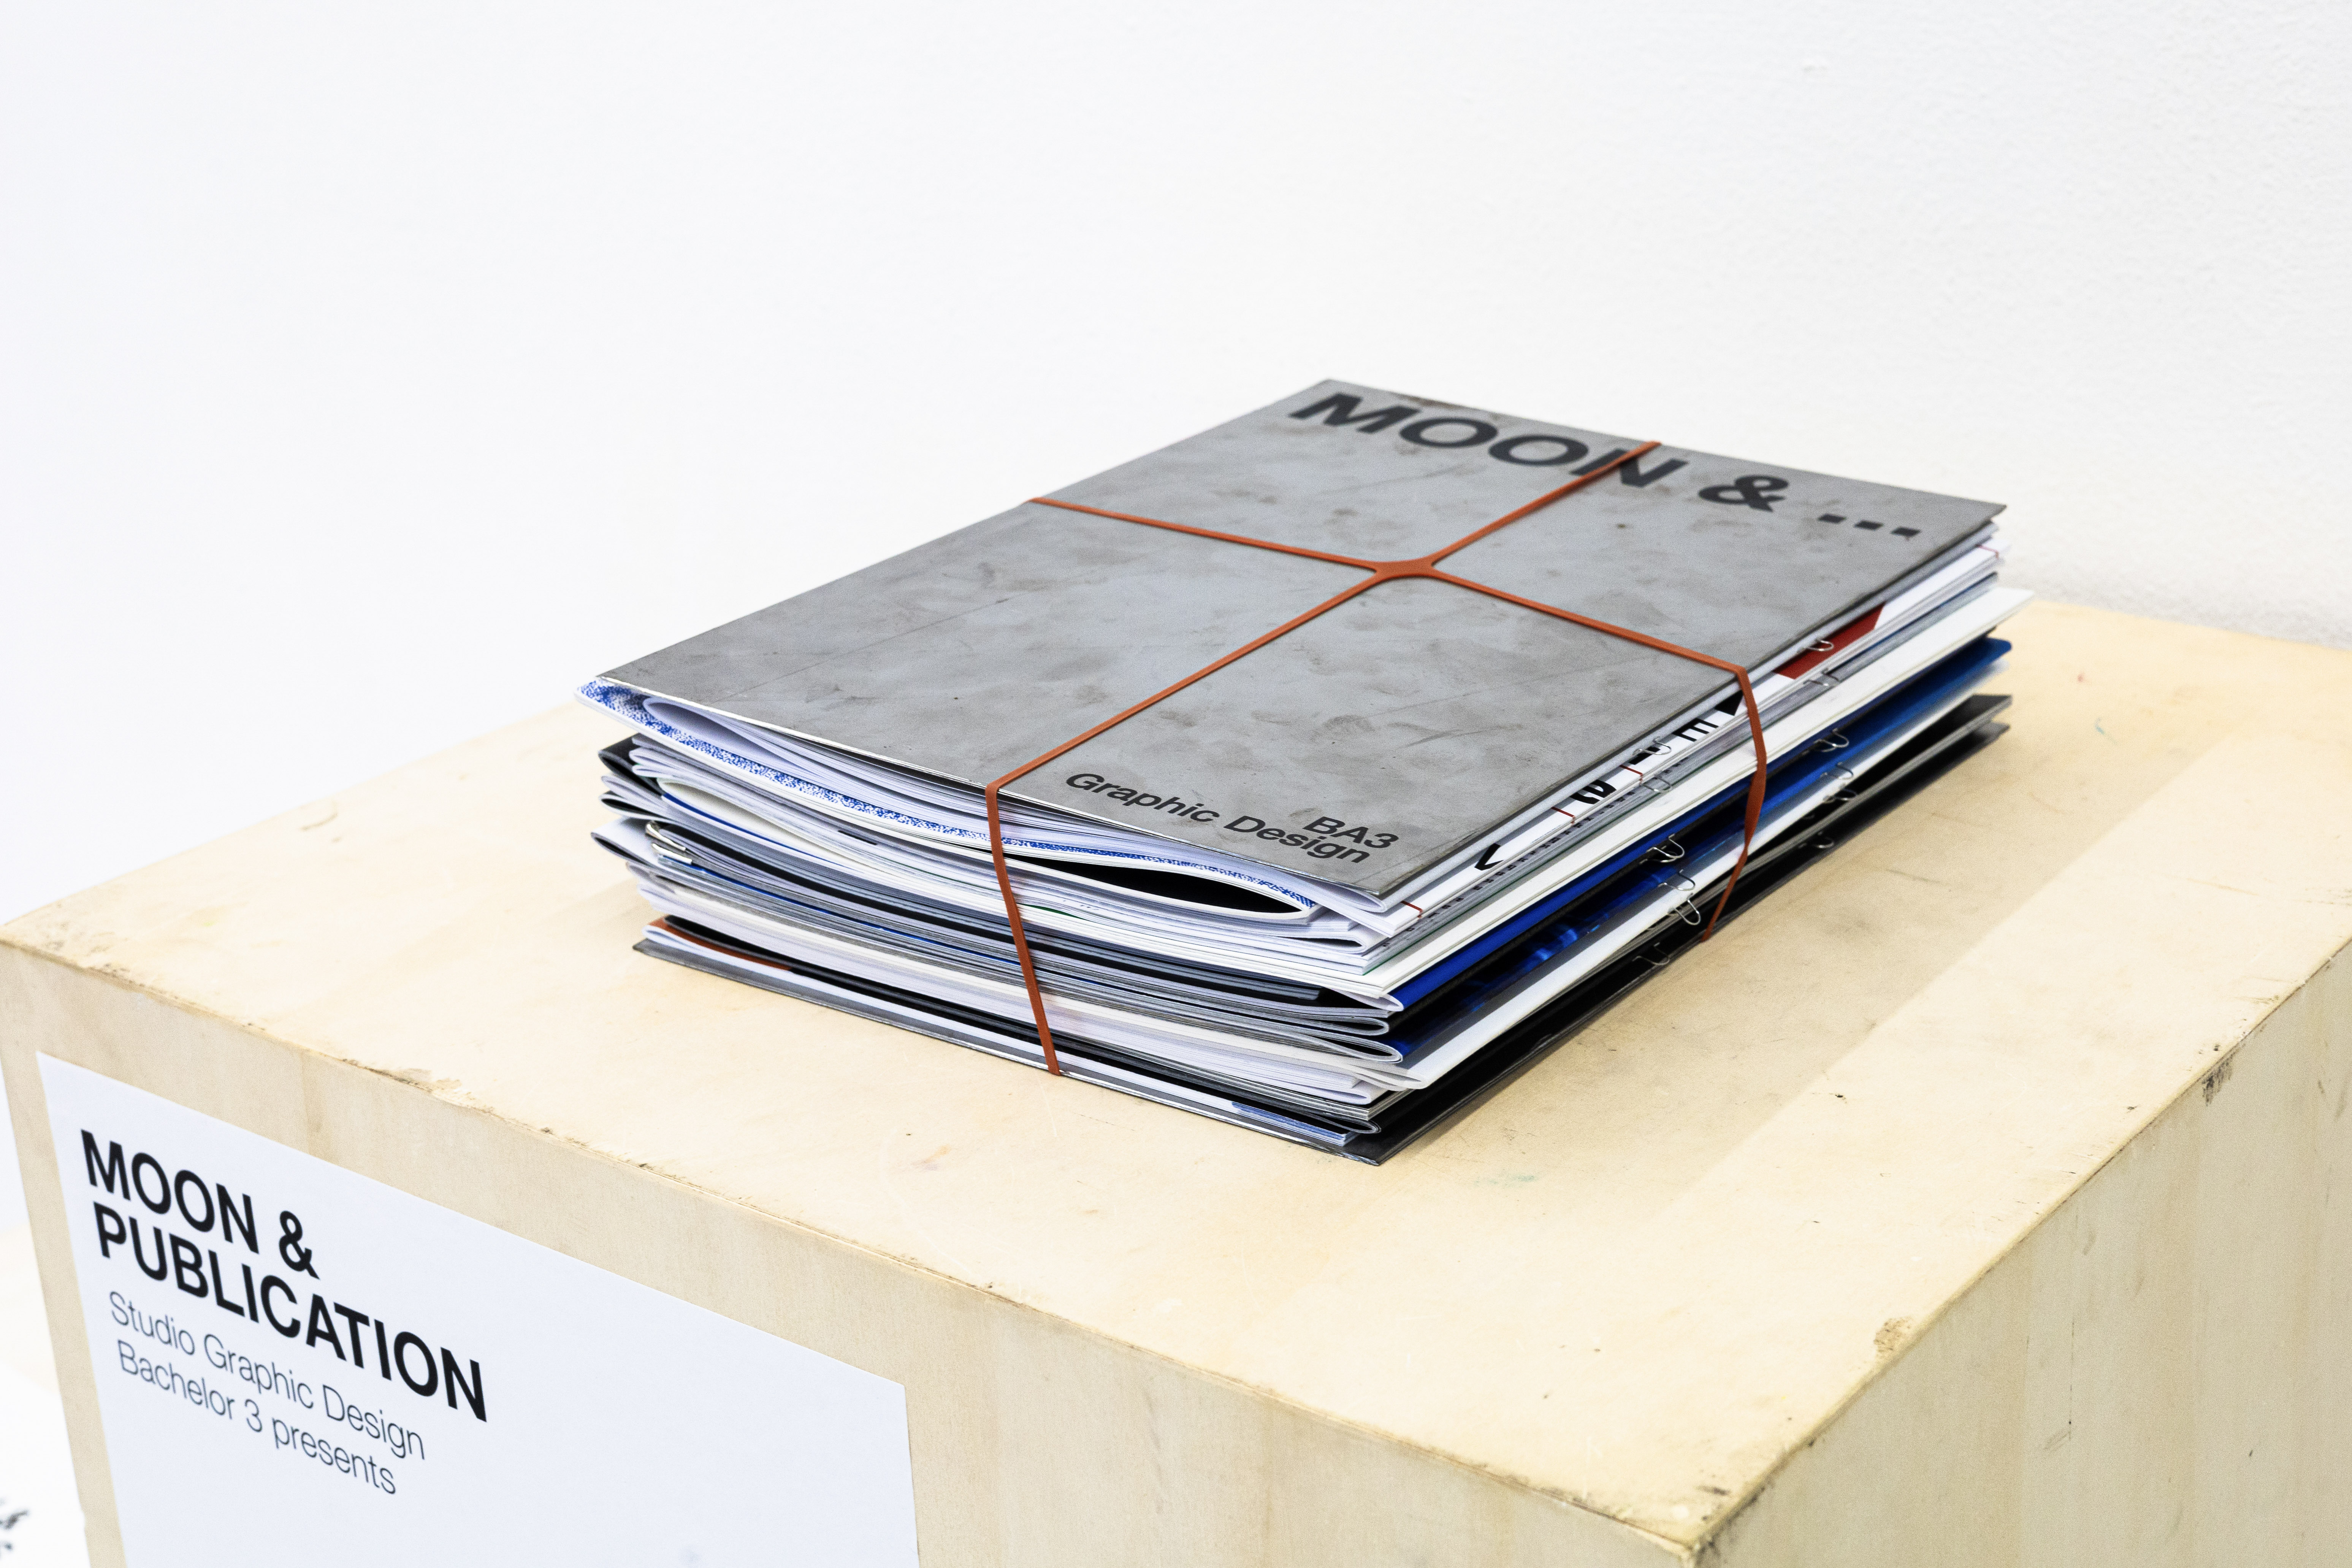 MOON & ...
BA3
Graphic Design
MOON &
PUBLICATION
Studio Graphic Design
Bachelor 3 presents